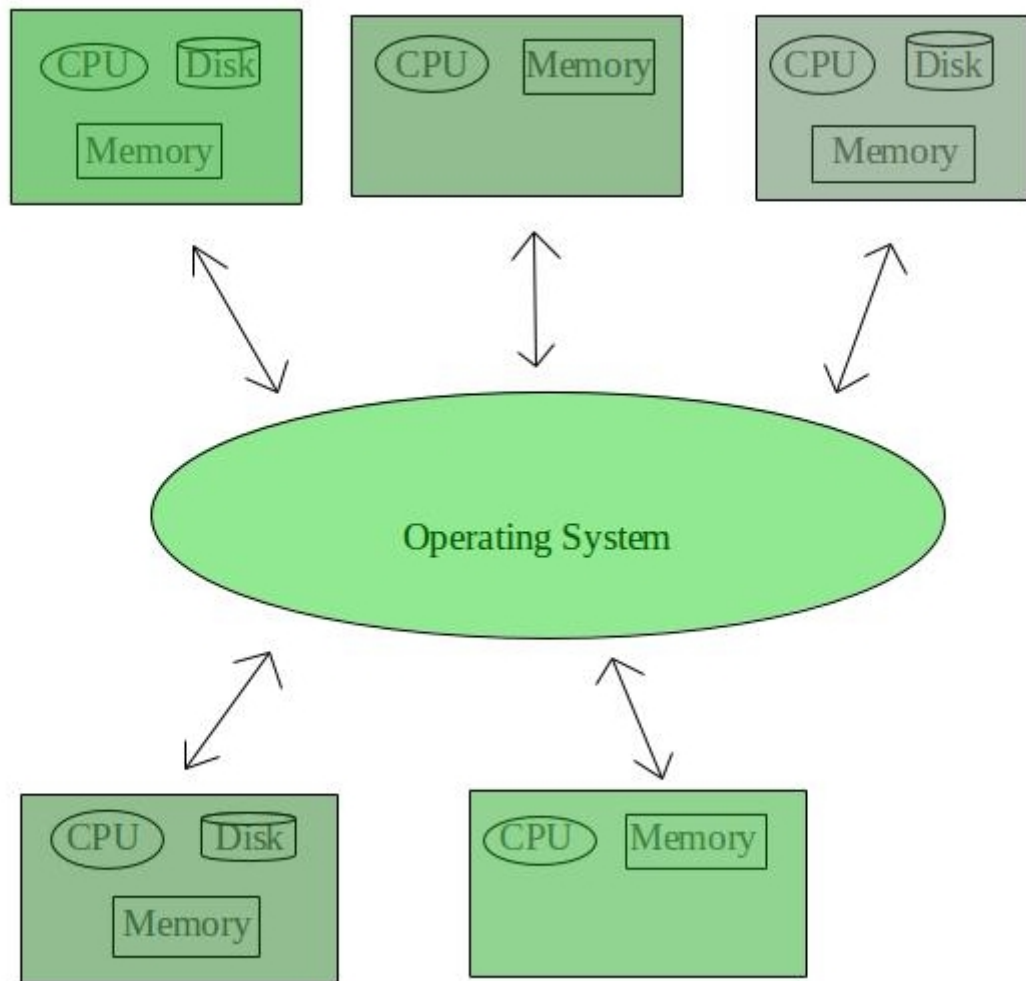 CPU Disk
Memory
CPU Memory
CPU Disk
Memory
Operating System
CPU Disk
Memory
CPU Memory